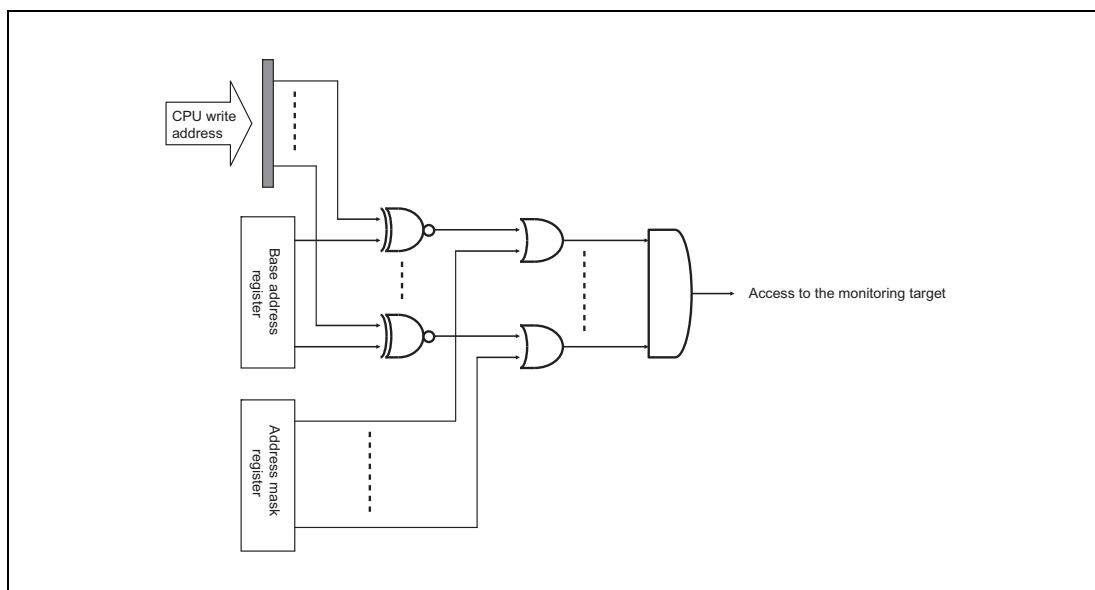 CPU write
address
Base address
register
Address mask
register
Access to the monitoring target